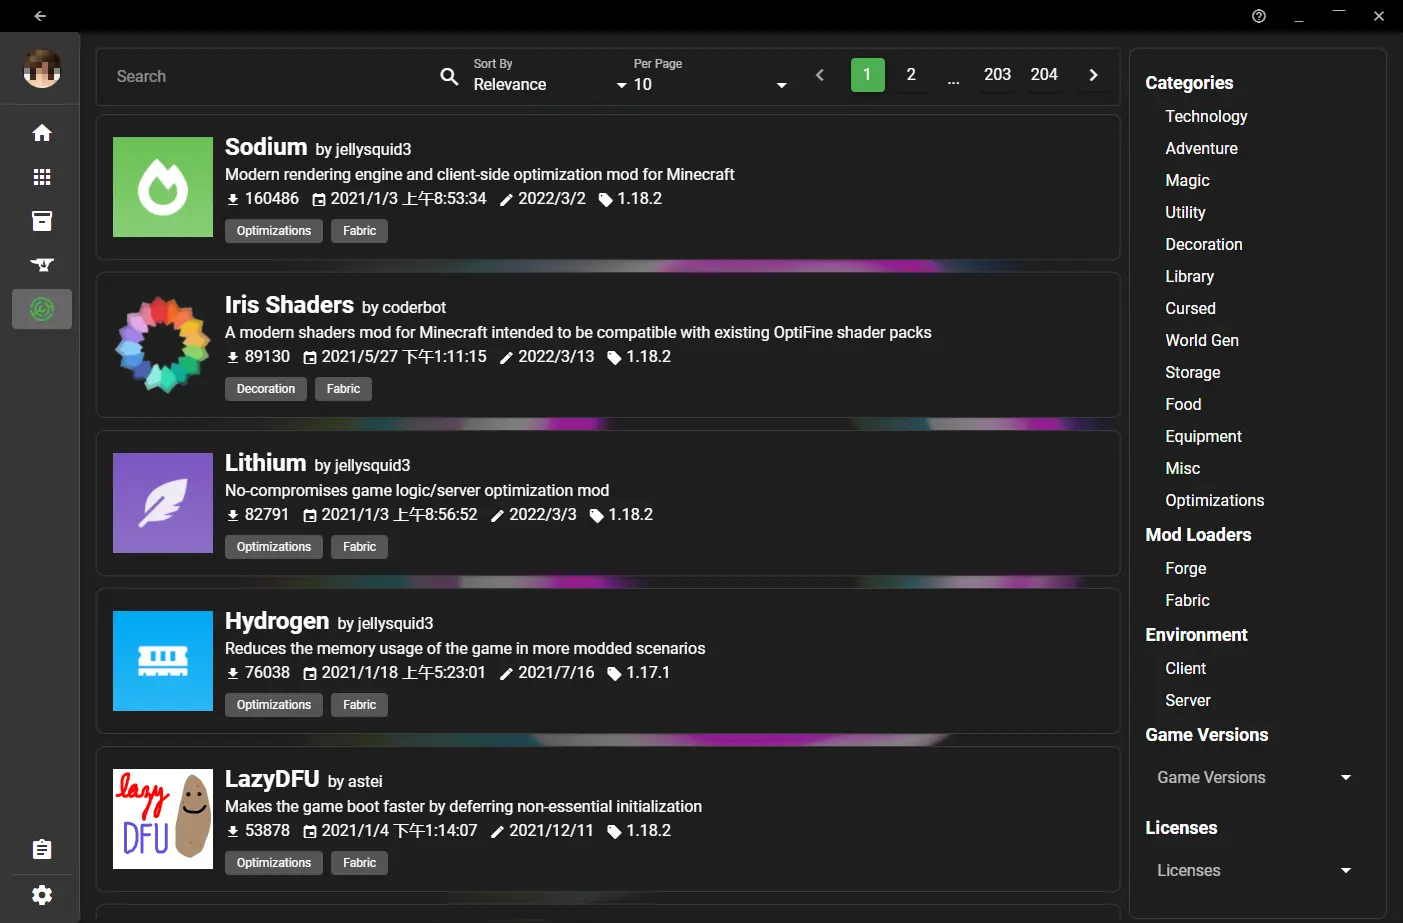 Search
Sort By
Relevance
Per Page
10
1 2 ... 203 204
Sodium by jellysquid3
Modern rendering engine and client-side optimization mod for Minecraft
160486 2021/1/3 上午8:53:34 2022/3/2 1.18.2
Optimizations Fabric
Iris Shaders by coderbot
A modern shaders mod for Minecraft intended to be compatible with existing OptiFine shader packs
89130 2021/5/27 下午1:11:15 2022/3/13 1.18.2
Decoration Fabric
Lithium by jellysquid3
No-compromises game logic/server optimization mod
82791 2021/1/3 上午8:56:52 2022/3/3 1.18.2
Optimizations Fabric
Hydrogen by jellysquid3
Reduces the memory usage of the game in more modded scenarios
76038 2021/1/18 上午5:23:01 2021/7/16 1.17.1
Optimizations Fabric
lazy
DFU
LazyDFU by astei
Makes the game boot faster by deferring non-essential initialization
53878 2021/1/4 下午1:14:07 2021/12/11 1.18.2
Optimizations Fabric
Categories
Technology
Adventure
Magic
Utility
Decoration
Library
Cursed
World Gen
Storage
Food
Equipment
Misc
Optimizations
Mod Loaders
Forge
Fabric
Environment
Client
Server
Game Versions
Game Versions
Licenses
Licenses